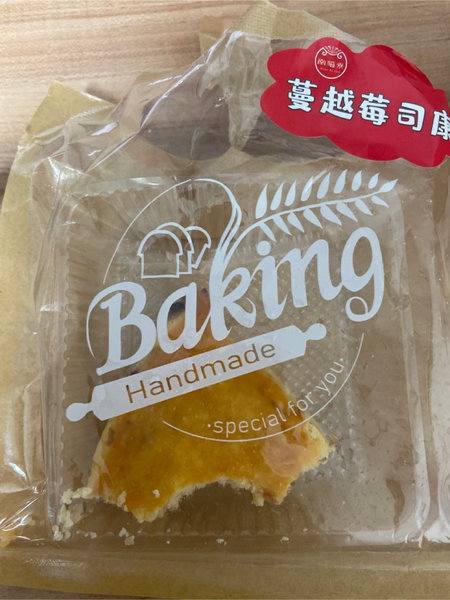 蔓越莓司康
Baking
Handmade
·special for you·